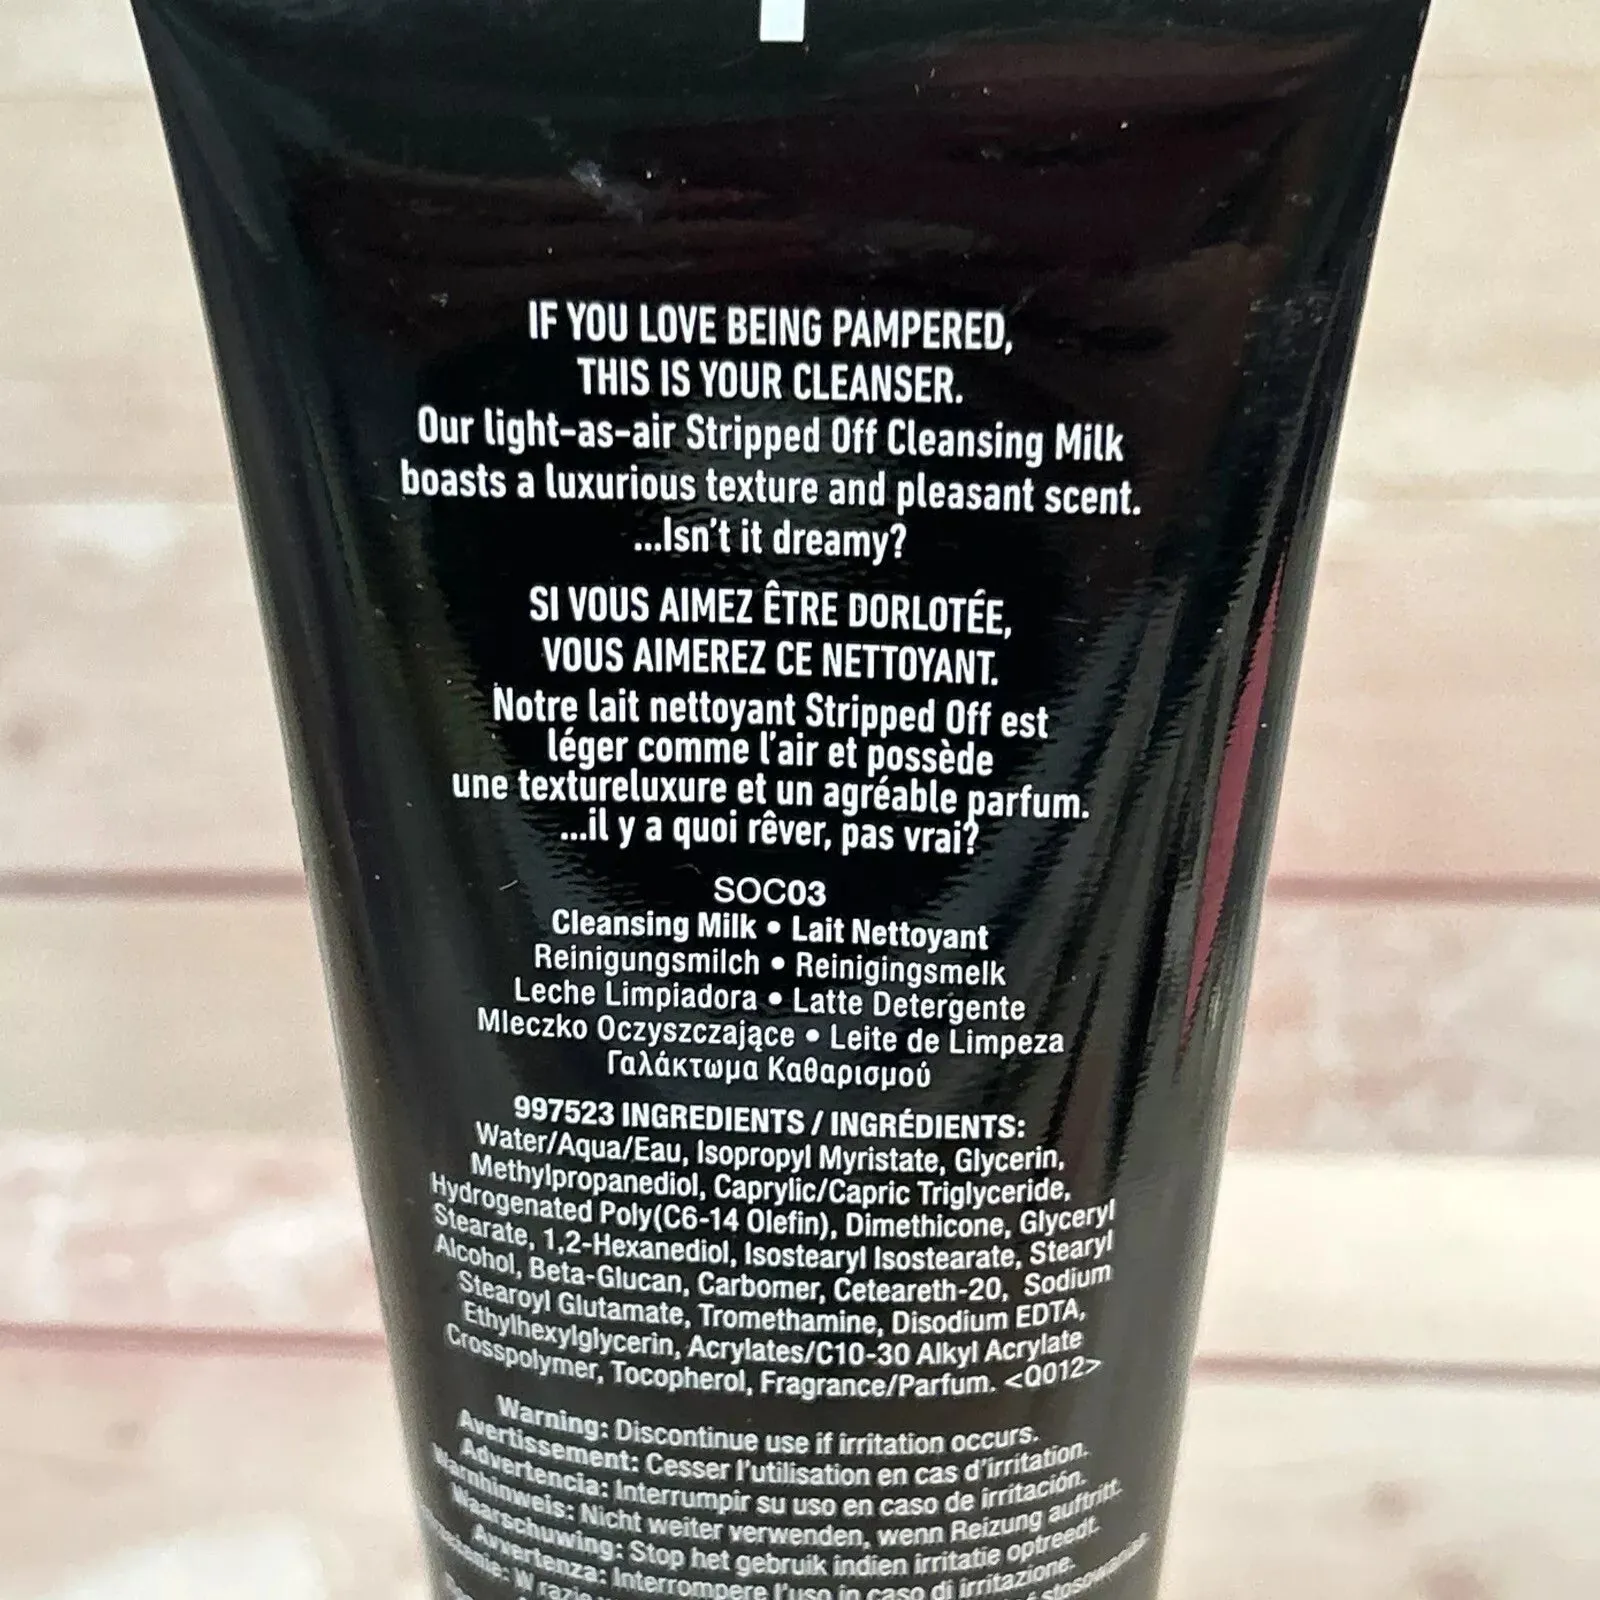 IF YOU LOVE BEING PAMPERED,
THIS IS YOUR CLEANSER.
Our light-as-air Stripped Off Cleansing Milk
boasts a luxurious texture and pleasant scent.
...Isn't it dreamy?
SI VOUS AIMEZ ÊTRE DORLOTÉE,
VOUS AIMEREZ CE NETTOYANT.
Notre lait nettoyant Stripped Off est
léger comme l'air et possède
une textureluxure et un agréable parfum.
...il y a quoi rêver, pas vrai?
SOC03
Cleansing Milk • Lait Nettoyant
Reinigungsmilch • Reinigingsmelk
Leche Limpiadora • Latte Detergente
Mleczko Oczyszczające • Leite de Limpeza
Γαλάκτωμα Καθαρισμού
997523 INGREDIENTS / INGRÉDIENTS:
Water/Aqua/Eau, Isopropyl Myristate, Glycerin,
Methylpropanediol, Caprylic/Capric Triglyceride,
Hydrogenated Poly(C6-14 Olefin), Dimethicone, Glyceryl
Stearate, 1,2-Hexanediol, Isostearyl Isostearate, Stearyl
Alcohol, Beta-Glucan, Carbomer, Ceteareth-20, Sodium
Stearoyl Glutamate, Tromethamine, Disodium EDTA,
Ethylhexylglycerin, Acrylates/C10-30 Alkyl Acrylate
Crosspolymer, Tocopherol, Fragrance/Parfum. <Q012>
Warning: Discontinue use if irritation occurs.
Avertissement: Cesser l'utilisation en cas d'irritation.
Advertencia: Interrumpir su uso en caso de irritación.
Warnhinweis: Nicht weiter verwenden, wenn Reizung auftritt.
Waarschuwing: Stop het gebruik indien irritatie optreedt.
Avvertenza: Interrompere l'uso in caso di irritazione.
W razie